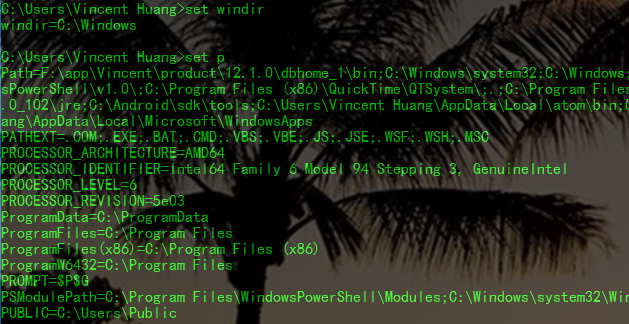 C:\Users\Vincent Huang>set windir
windir=C:\Windows
C:\Users\Vincent Huang>set p
Path=F:\app\Vincent\product\12.1.0\dbhome_1\bin;C:\Windows\system32;C:\Windows;
sPowerShell\v1.0\;C:\Program Files (x86)\QuickTime\QTSystem\;.;C:\Program Files
.0_102\jre;C:\Android\sdk\tools;C:\Users\Vincent Huang\AppData\Local\atom\bin;C
ang\AppData\Local\Microsoft\WindowsApps
PATHEXT=.COM;.EXE;.BAT;.CMD;.VBS;.VBE;.JS;.JSE;.WSF;.WSH;.MSC
PROCESSOR_ARCHITECTURE=AMD64
PROCESSOR_IDENTIFIER=Intel64 Family 6 Model 94 Stepping 3, GenuineIntel
PROCESSOR_LEVEL=6
PROCESSOR_REVISION=5e03
ProgramData=C:\ProgramData
ProgramFiles=C:\Program Files
ProgramFiles(x86)=C:\Program Files (x86)
ProgramW6432=C:\Program Files
PROMPT=$P$G
PSModulePath=C:\Program Files\WindowsPowerShell\Modules;C:\Windows\system32\Win
PUBLIC=C:\Users\Public